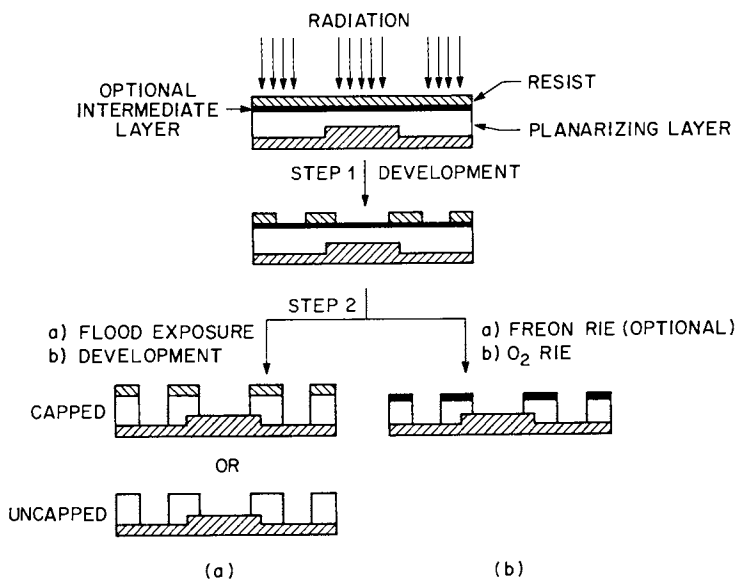 RADIATION
OPTIONAL
INTERMEDIATE
LAYER
RESIST
PLANARIZING LAYER
STEP 1
DEVELOPMENT
STEP 2
a) FLOOD EXPOSURE
b) DEVELOPMENT
a) FREON RIE (OPTIONAL)
b) O₂ RIE
CAPPED
OR
UNCAPPED
(a)
(b)